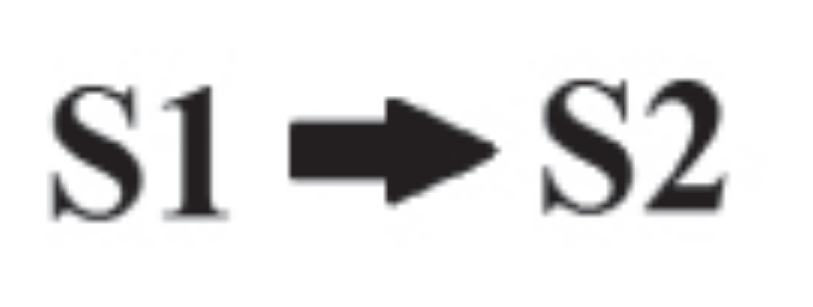 S1 → S2